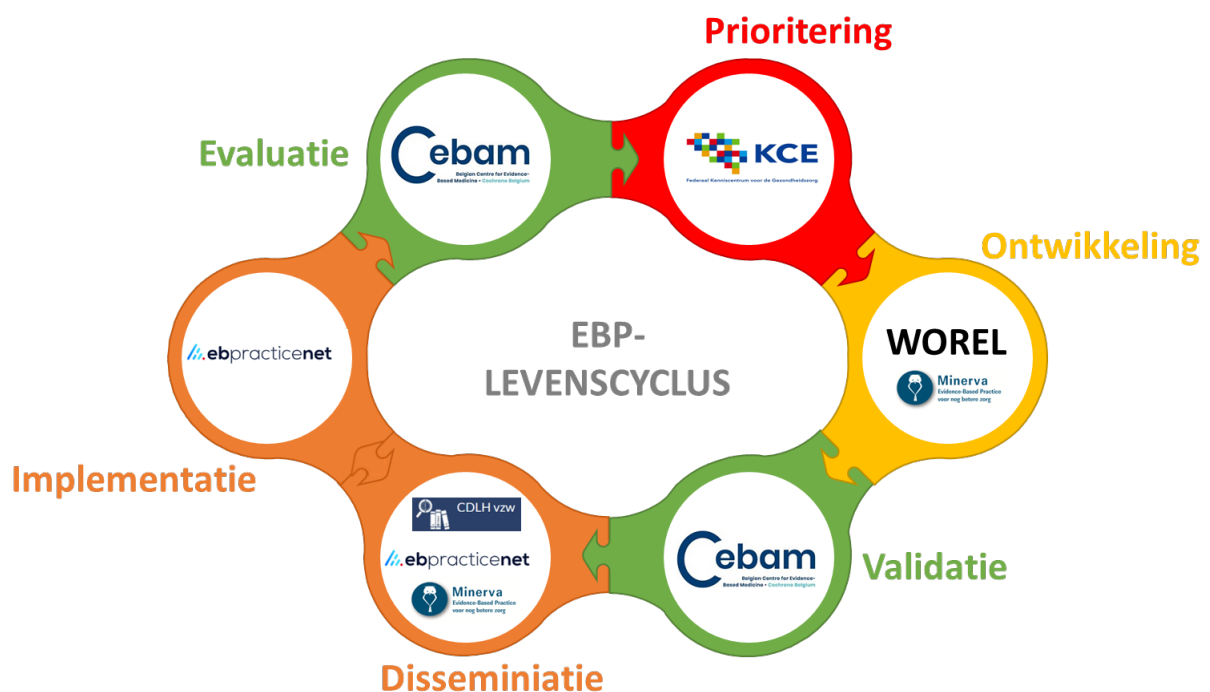 Prioritering
KCE
Federaal Kenniscentrum voor de Gezondheidszorg
Evaluatie
Cebam
Belgian Centre for Evidence-
Based Medicine • Cochrane Belgium
Ontwikkeling
WOREL
Minerva
Evidence-Based Practice
voor nog betere zorg
EBP-
LEVENSCYCLUS
ebpracticenet
Implementatie
CDLH vzw
ebpracticenet
Minerva
Evidence-Based Practice
voor nog betere zorg
Disseminiatie
Cebam
Belgian Centre for Evidence-
Based Medicine • Cochrane Belgium
Validatie